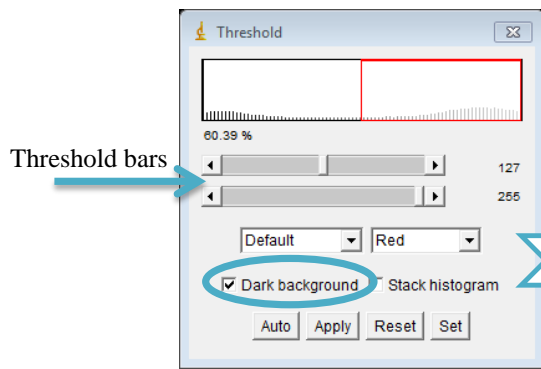 Threshold
60.39 %
Threshold bars
127
255
Default Red
Dark background Stack histogram
Auto Apply Reset Set